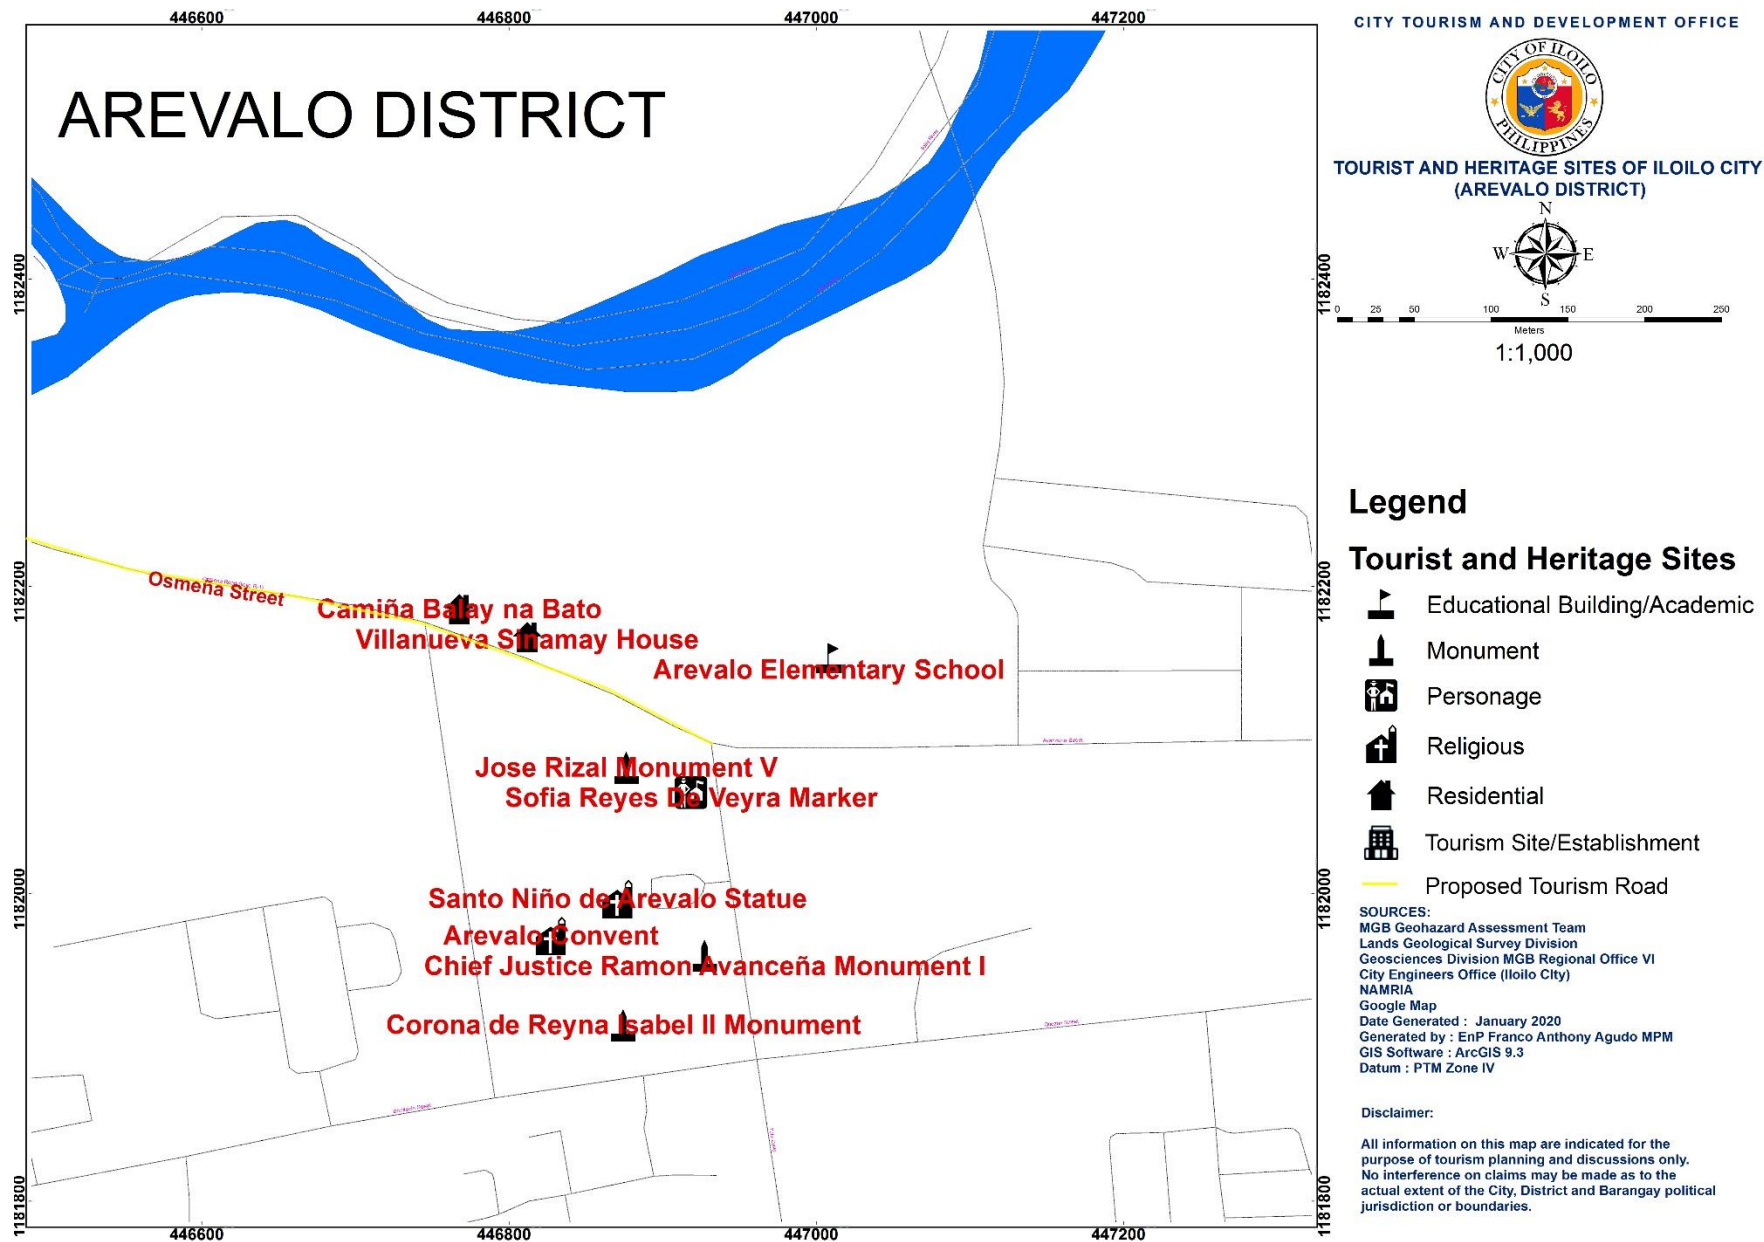 446600
446800
447000
447200
AREVALO DISTRICT
1182400
1182200
1182000
1181800
1182400
1182200
1182000
1181800
Osmeña Street
Camiña Balay na Bato
Villanueva Sinamay House
Arevalo Elementary School
Jose Rizal Monument V
Sofia Reyes De Veyra Marker
Santo Niño de Arevalo Statue
Arevalo Convent
Chief Justice Ramon Avanceña Monument I
Corona de Reyna Isabel II Monument
446600
446800
447000
447200
CITY TOURISM AND DEVELOPMENT OFFICE
CITY OF ILOILO
PHILIPPINES
TOURIST AND HERITAGE SITES OF ILOILO CITY
(AREVALO DISTRICT)
N
W
E
S
0 25 50 100 150 200 250
Meters
1:1,000
Legend
Tourist and Heritage Sites
Educational Building/Academic
Monument
Personage
Religious
Residential
Tourism Site/Establishment
Proposed Tourism Road
SOURCES:
MGB Geohazard Assessment Team
Lands Geological Survey Division
Geosciences Division MGB Regional Office VI
City Engineers Office (Iloilo CIty)
NAMRIA
Google Map
Date Generated : January 2020
Generated by : EnP Franco Anthony Agudo MPM
GIS Software : ArcGIS 9.3
Datum : PTM Zone IV
Disclaimer:
All information on this map are indicated for the
purpose of tourism planning and discussions only.
No interference on claims may be made as to the
actual extent of the City, District and Barangay political
jurisdiction or boundaries.